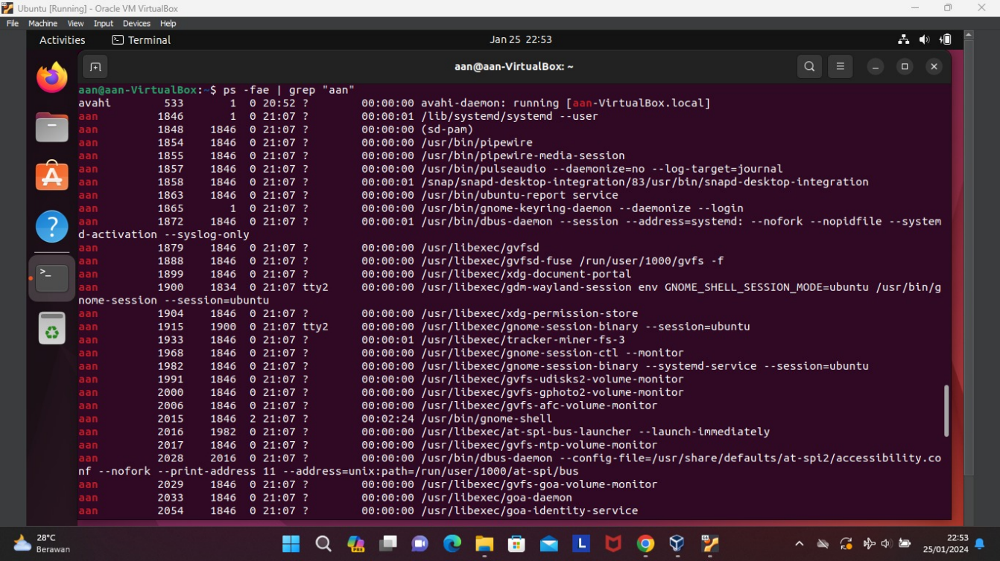 Ubuntu [Running] - Oracle VM VirtualBox
File Machine View Input Devices Help
Activities Terminal Jan 25 22:53
aan@aan-VirtualBox: ~
aan@aan-VirtualBox:~$ ps -fae | grep "aan"
avahi 533 1 0 20:52 ? 00:00:00 avahi-daemon: running [aan-VirtualBox.local]
aan 1846 1 0 21:07 ? 00:00:01 /lib/systemd/systemd --user
aan 1848 1846 0 21:07 ? 00:00:00 (sd-pam)
aan 1854 1846 0 21:07 ? 00:00:00 /usr/bin/pipewire
aan 1855 1846 0 21:07 ? 00:00:00 /usr/bin/pipewire-media-session
aan 1857 1846 0 21:07 ? 00:00:00 /usr/bin/pulseaudio --daemonize=no --log-target=journal
aan 1858 1846 0 21:07 ? 00:00:01 /snap/snapd-desktop-integration/83/usr/bin/snapd-desktop-integration
aan 1863 1846 0 21:07 ? 00:00:00 /usr/bin/ubuntu-report service
aan 1865 1 0 21:07 ? 00:00:00 /usr/bin/gnome-keyring-daemon --daemonize --login
aan 1872 1846 0 21:07 ? 00:00:01 /usr/bin/dbus-daemon --session --address=systemd: --nofork --nopidfile --system
d-activation --syslog-only
aan 1879 1846 0 21:07 ? 00:00:00 /usr/libexec/gvfsd
aan 1888 1846 0 21:07 ? 00:00:00 /usr/libexec/gvfsd-fuse /run/user/1000/gvfs -f
aan 1899 1846 0 21:07 ? 00:00:00 /usr/libexec/xdg-document-portal
aan 1900 1834 0 21:07 tty2 00:00:00 /usr/libexec/gdm-wayland-session env GNOME_SHELL_SESSION_MODE=ubuntu /usr/bin/g
nome-session --session=ubuntu
aan 1904 1846 0 21:07 ? 00:00:00 /usr/libexec/xdg-permission-store
aan 1915 1900 0 21:07 tty2 00:00:00 /usr/libexec/gnome-session-binary --session=ubuntu
aan 1933 1846 0 21:07 ? 00:00:01 /usr/libexec/tracker-miner-fs-3
aan 1968 1846 0 21:07 ? 00:00:00 /usr/libexec/gnome-session-ctl --monitor
aan 1982 1846 0 21:07 ? 00:00:00 /usr/libexec/gnome-session-binary --systemd-service --session=ubuntu
aan 1991 1846 0 21:07 ? 00:00:00 /usr/libexec/gvfs-udisks2-volume-monitor
aan 2000 1846 0 21:07 ? 00:00:00 /usr/libexec/gvfs-gphoto2-volume-monitor
aan 2006 1846 0 21:07 ? 00:00:00 /usr/libexec/gvfs-afc-volume-monitor
aan 2015 1846 2 21:07 ? 00:02:24 /usr/bin/gnome-shell
aan 2016 1982 0 21:07 ? 00:00:00 /usr/libexec/at-spi-bus-launcher --launch-immediately
aan 2017 1846 0 21:07 ? 00:00:00 /usr/libexec/gvfs-mtp-volume-monitor
aan 2028 2016 0 21:07 ? 00:00:00 /usr/bin/dbus-daemon --config-file=/usr/share/defaults/at-spi2/accessibility.co
nf --nofork --print-address 11 --address=unix:path=/run/user/1000/at-spi/bus
aan 2029 1846 0 21:07 ? 00:00:00 /usr/libexec/gvfs-goa-volume-monitor
aan 2033 1846 0 21:07 ? 00:00:00 /usr/libexec/goa-daemon
aan 2054 1846 0 21:07 ? 00:00:00 /usr/libexec/goa-identity-service
28°C
Berawan
PRE
L
22:53
25/01/2024